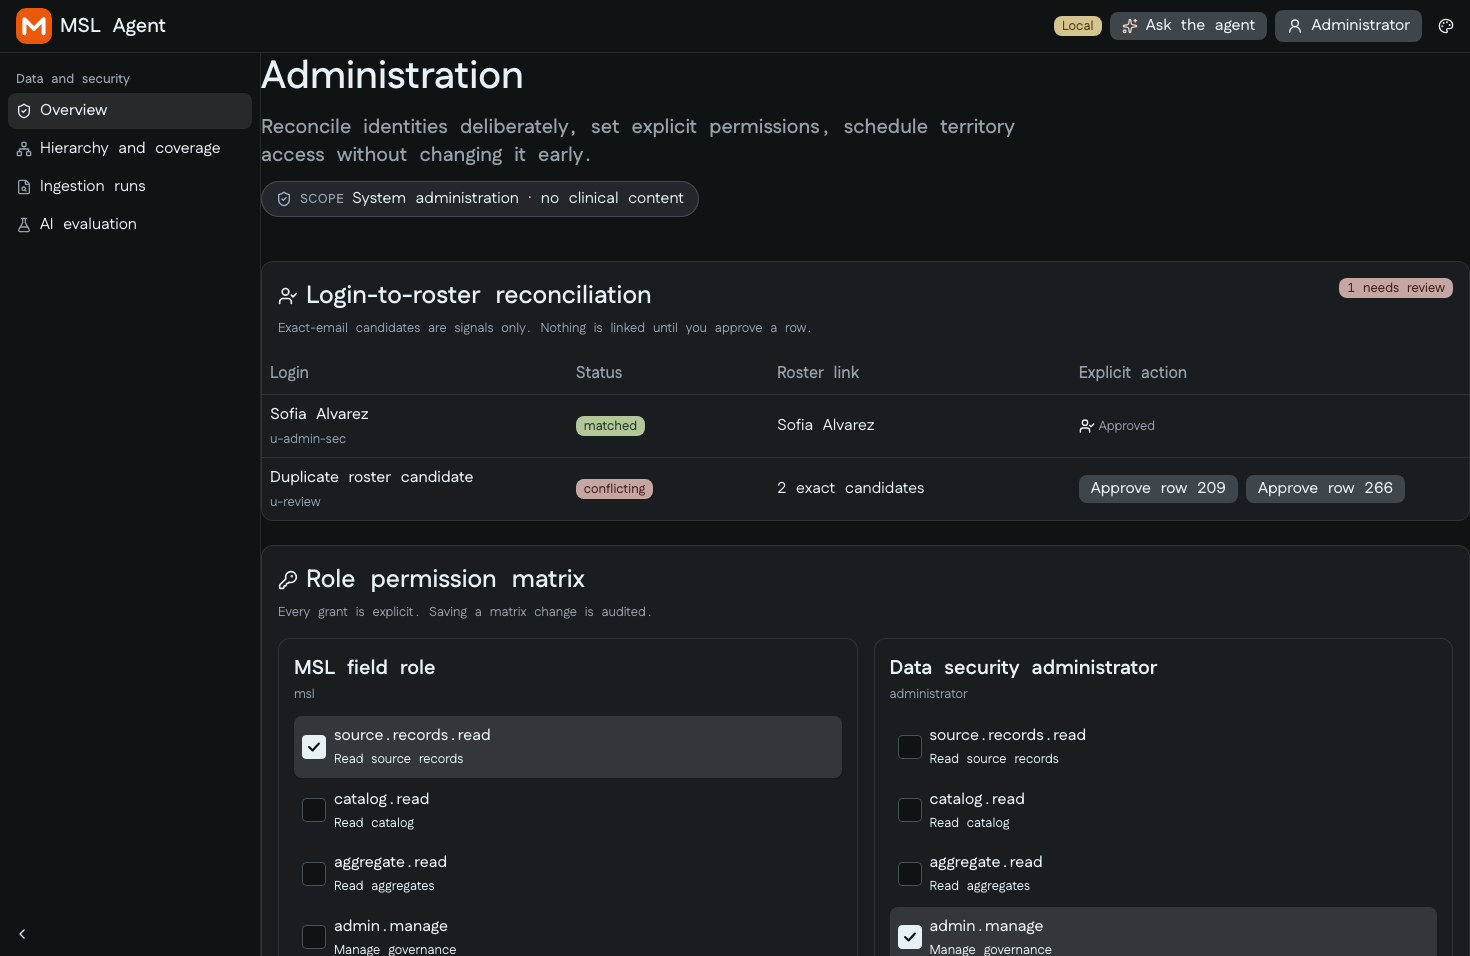 MSL Agent
Local
Ask the agent
Administrator
Data and security
Overview
Hierarchy and coverage
Ingestion runs
AI evaluation
Administration
Reconcile identities deliberately, set explicit permissions, schedule territory
access without changing it early.
SCOPE System administration · no clinical content
Login-to-roster reconciliation
1 needs review
Exact-email candidates are signals only. Nothing is linked until you approve a row.
Login Status Roster link Explicit action
Sofia Alvarez
u-admin-sec
matched
Sofia Alvarez
Approved
Duplicate roster candidate
u-review
conflicting
2 exact candidates
Approve row 209
Approve row 266
Role permission matrix
Every grant is explicit. Saving a matrix change is audited.
MSL field role
msl
source.records.read
Read source records
catalog.read
Read catalog
aggregate.read
Read aggregates
admin.manage
Manage governance
Data security administrator
administrator
source.records.read
Read source records
catalog.read
Read catalog
aggregate.read
Read aggregates
admin.manage
Manage governance